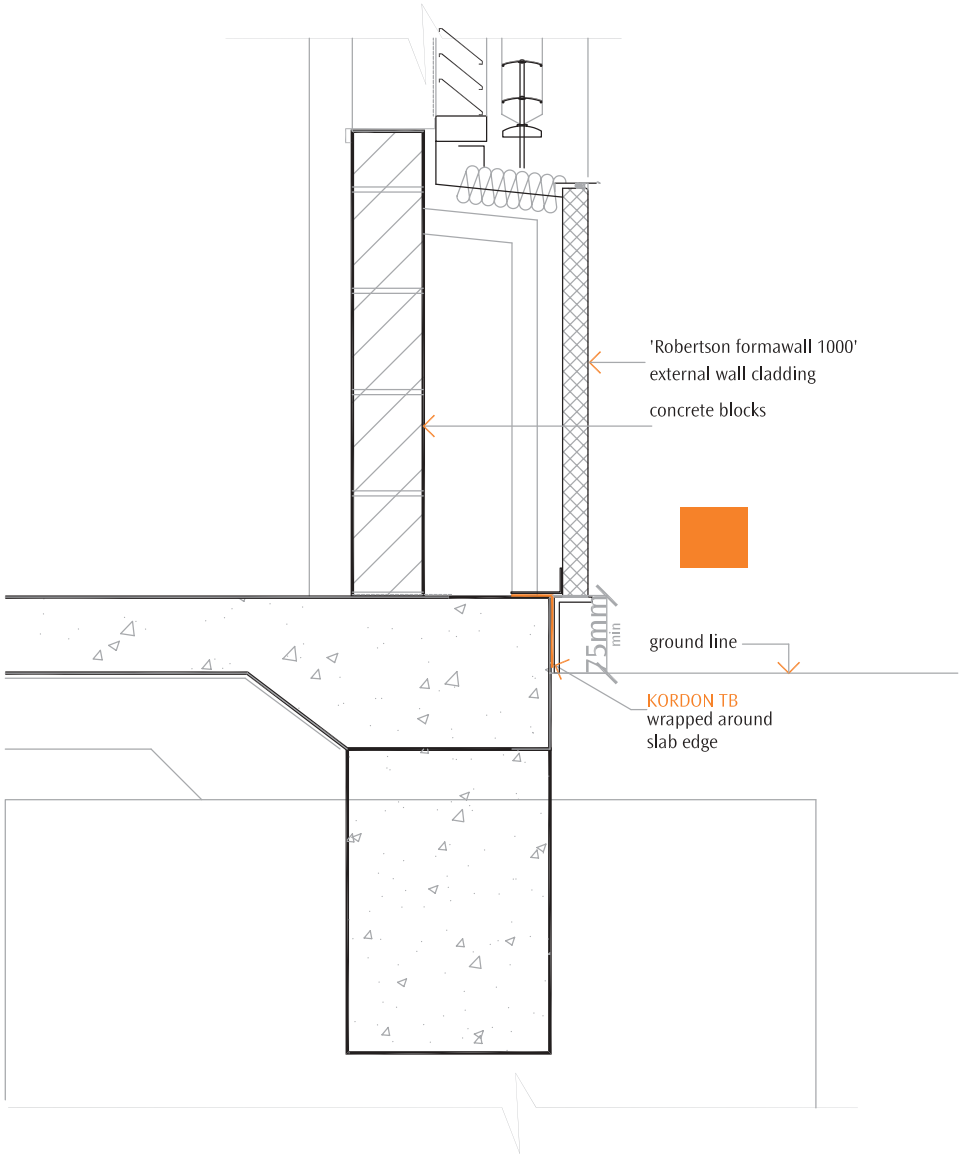 'Robertson formawall 1000'
external wall cladding
concrete blocks
75mm
min
ground line
KORDON TB
wrapped around
slab edge